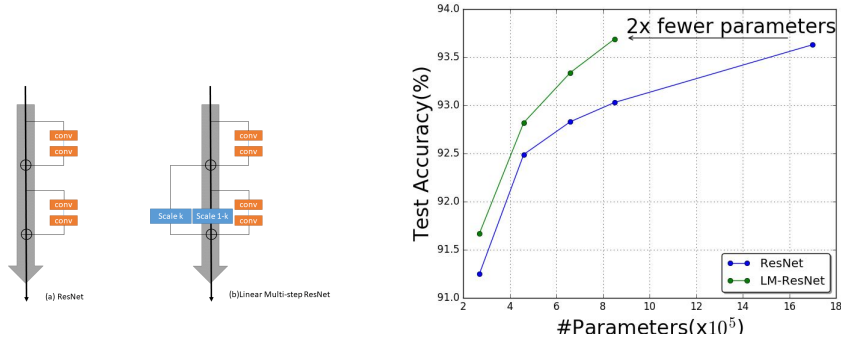 conv
conv
conv
conv
(a) ResNet
conv
conv
Scale k
Scale 1-k
conv
conv
(b)Linear Multi-step ResNet
94.0
93.5
93.0
92.5
92.0
91.5
91.0
Test Accuracy(%)
2x fewer parameters
ResNet
LM-ResNet
2 4 6 8 10 12 14 16 18
#Parameters(x10⁵)